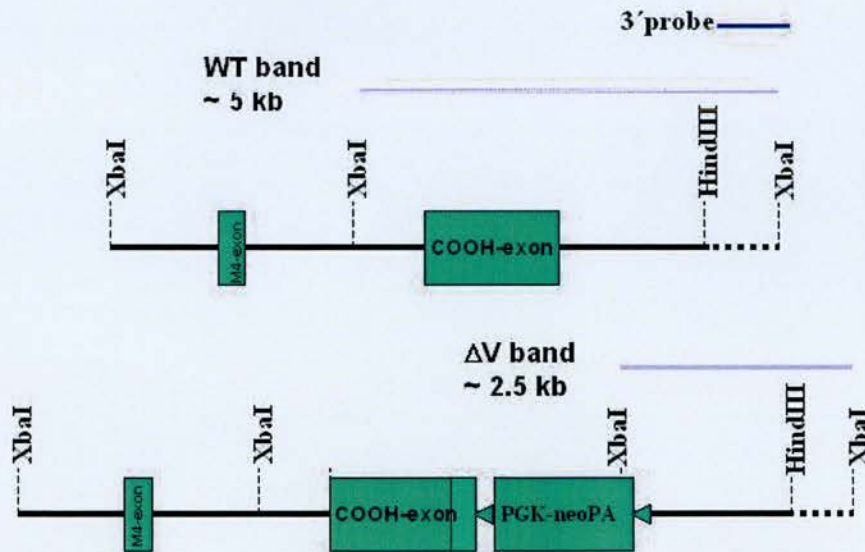 3´probe
WT band
~ 5 kb
XbaI
XbaI
HindIII
XbaI
M4-exon
COOH-exon
ΔV band
~ 2.5 kb
XbaI
XbaI
XbaI
HindIII
XbaI
M4-exon
COOH-exon
PGK-neoPA